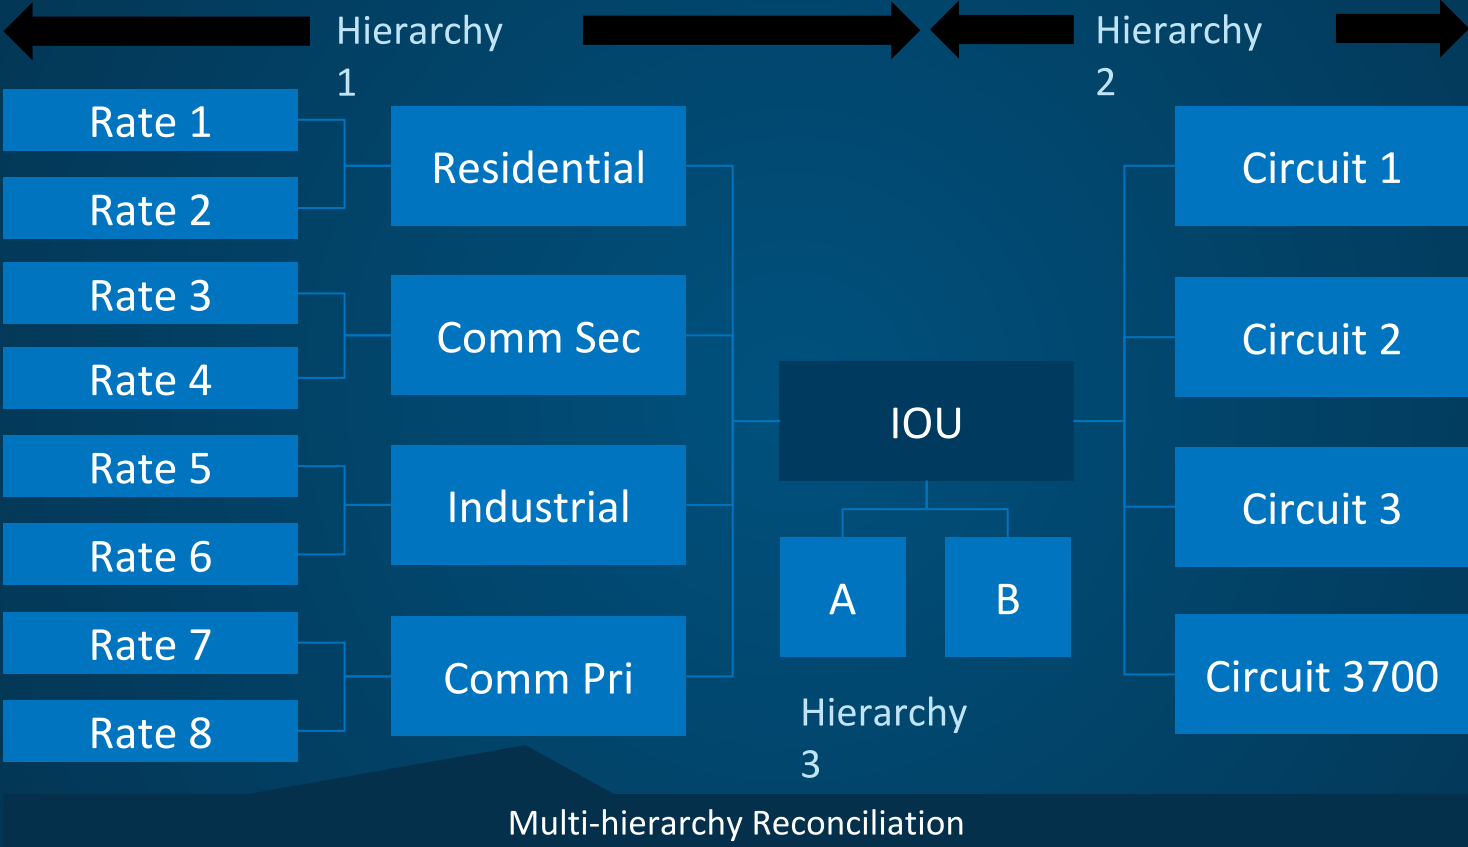 Hierarchy
1
Hierarchy
2
Rate 1
Rate 2
Rate 3
Rate 4
Rate 5
Rate 6
Rate 7
Rate 8
Residential
Comm Sec
Industrial
Comm Pri
IOU
A
B
Hierarchy
3
Circuit 1
Circuit 2
Circuit 3
Circuit 3700
Multi-hierarchy Reconciliation